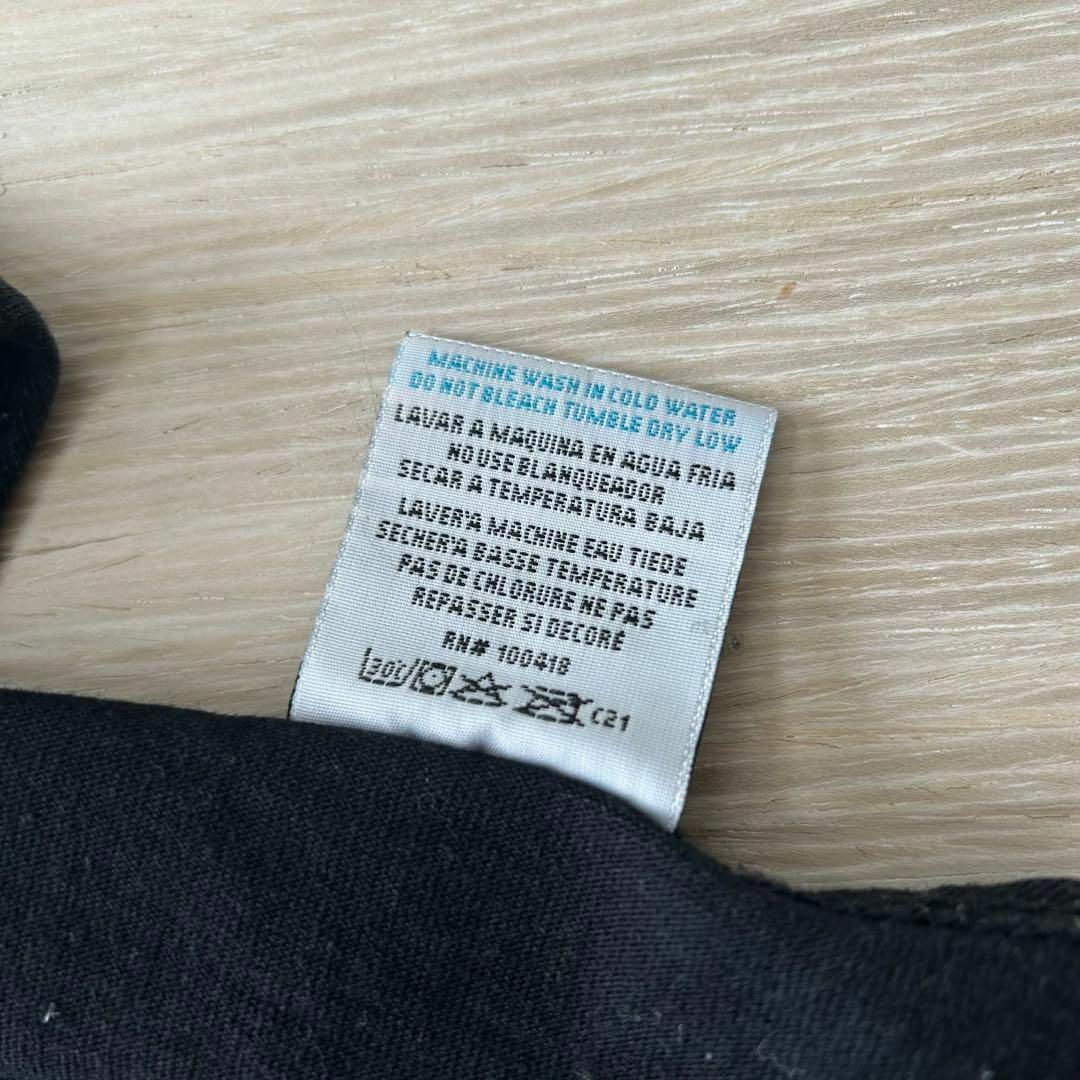 MACHINE WASH IN COLD WATER
DO NOT BLEACH TUMBLE DRY LOW
LAVAR A MAQUINA EN AGUA FRIA
NO USE BLANQUEADOR
SECAR A TEMPERATURA BAJA
LAVER'A MACHINE EAU TIEDE
SECHER'A BASSE TEMPERATURE
PAS DE CHLORURE NE PAS
REPASSER SI DECORÉ
RN# 100418
30c C21